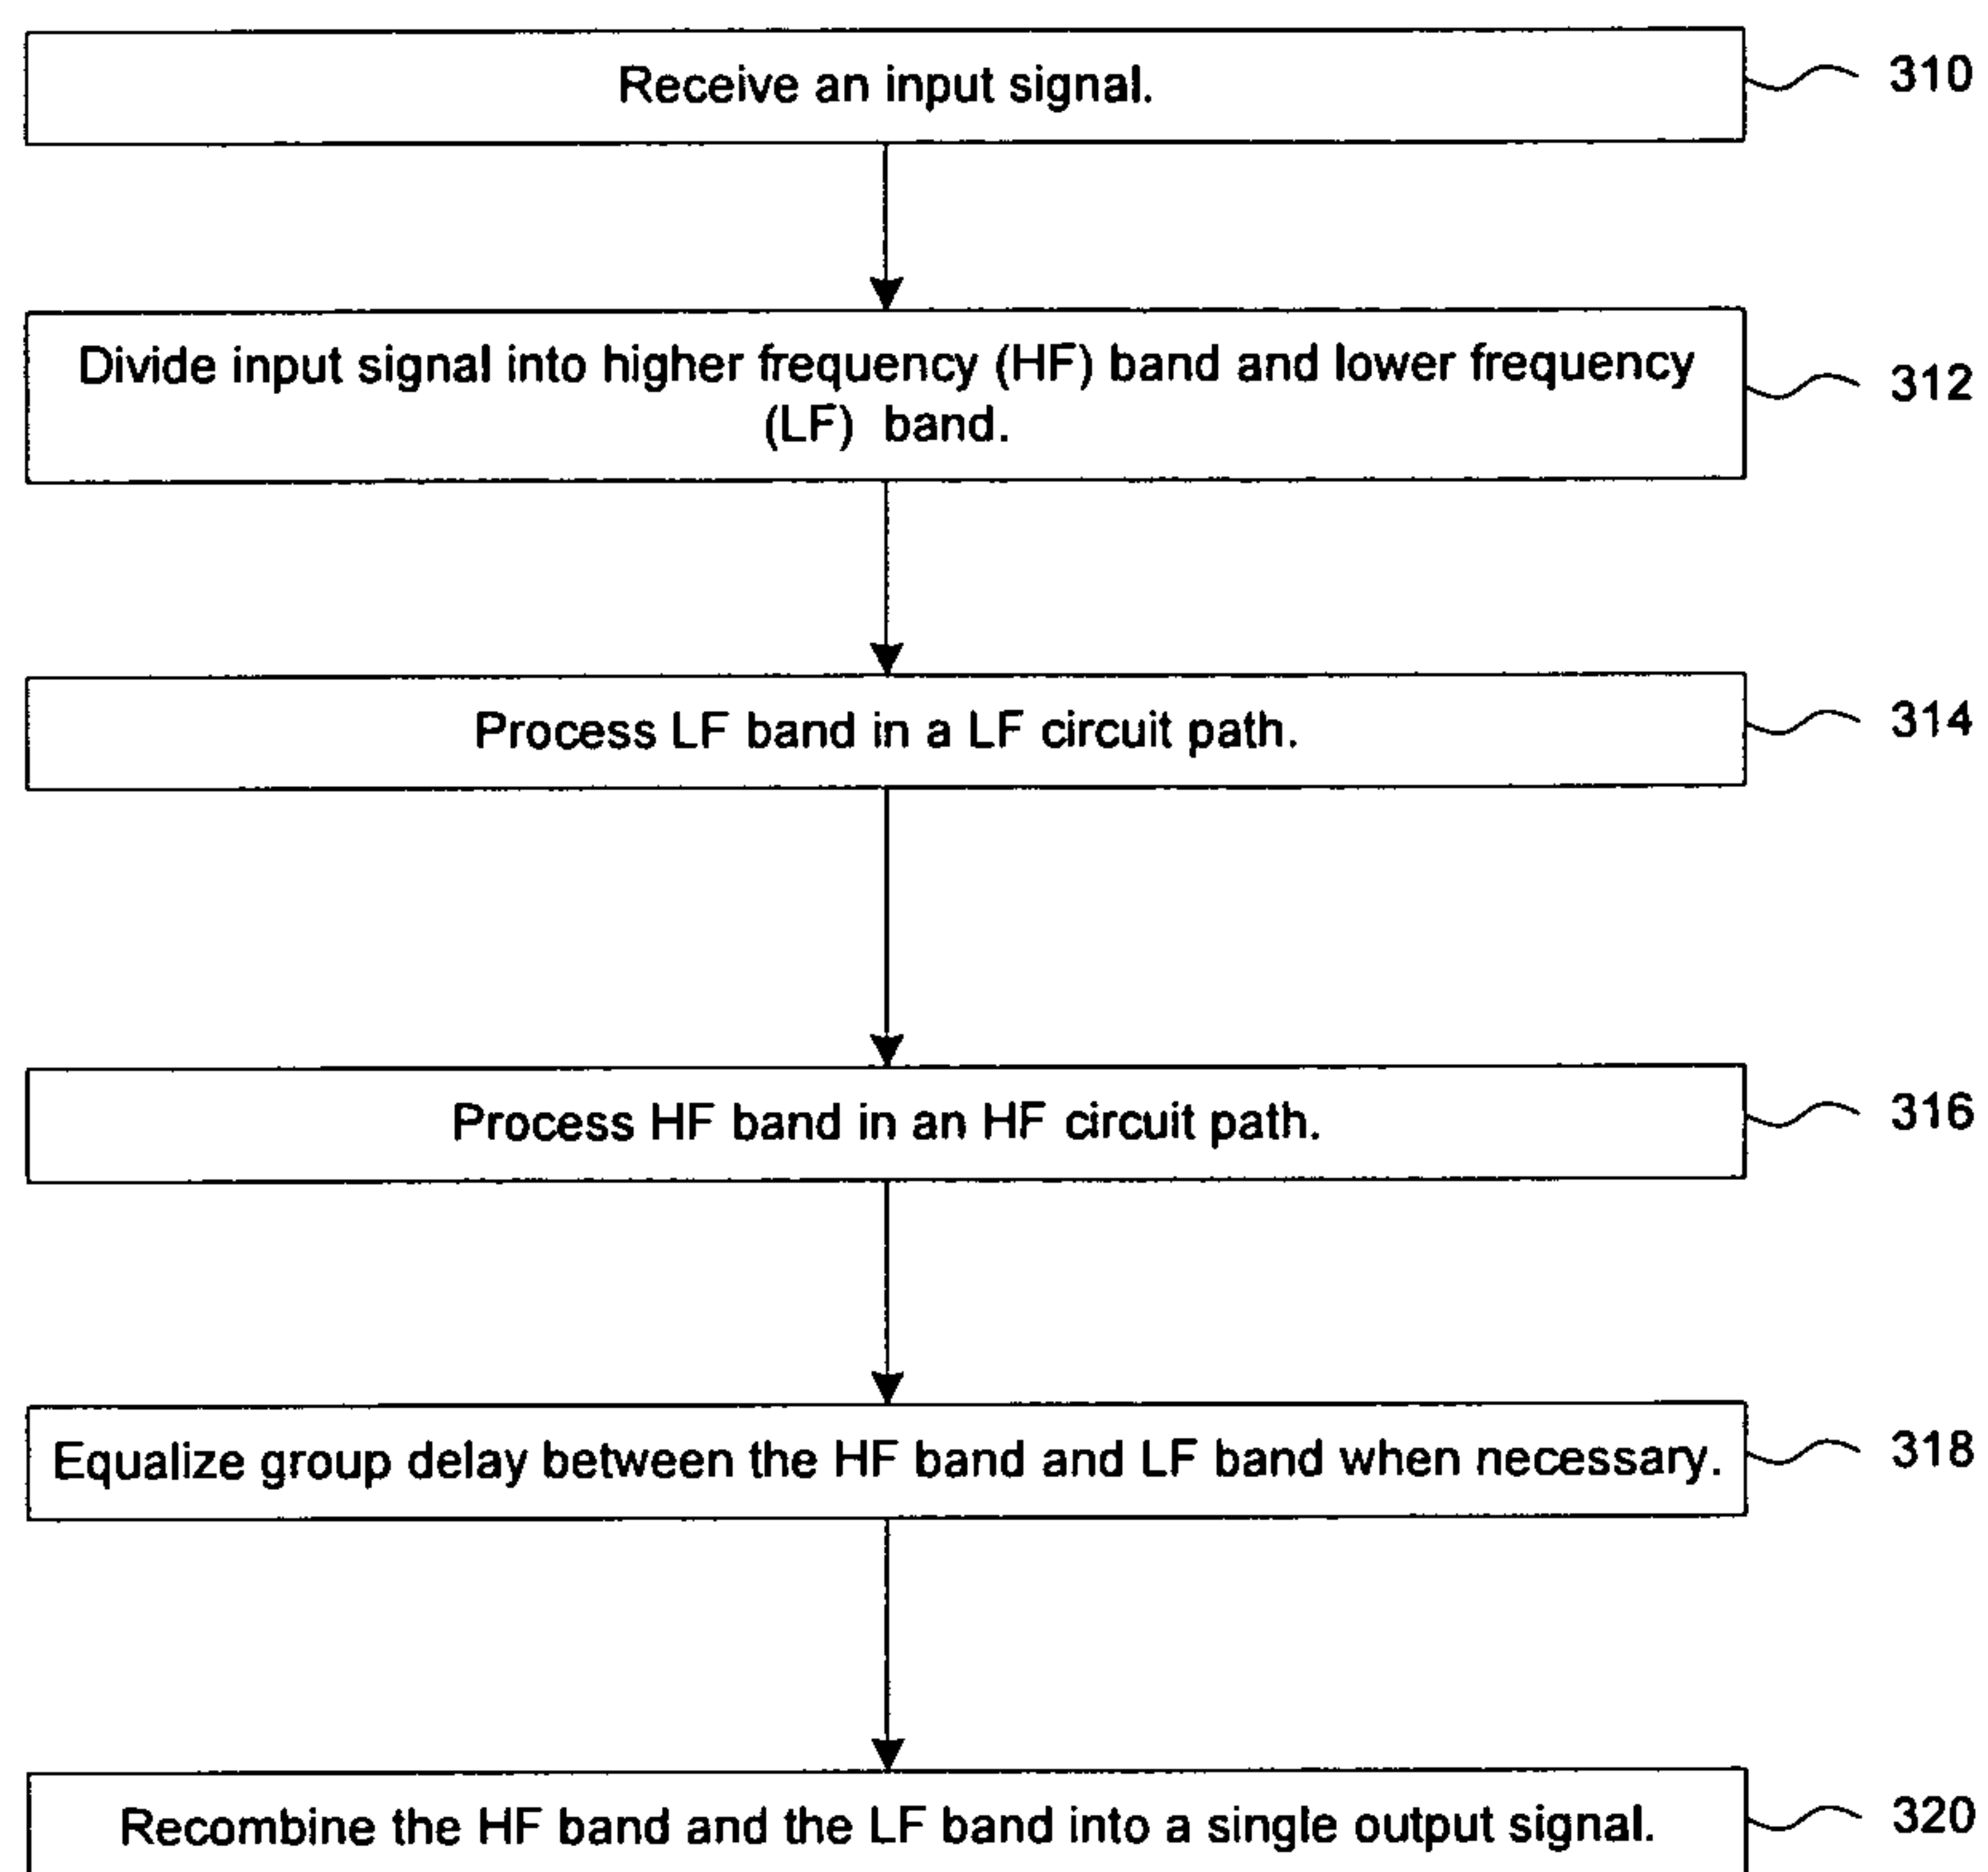 Receive an input signal.
310
Divide input signal into higher frequency (HF) band and lower frequency
(LF) band.
312
Process LF band in a LF circuit path.
314
Process HF band in an HF circuit path.
316
Equalize group delay between the HF band and LF band when necessary.
318
Recombine the HF band and the LF band into a single output signal.
320